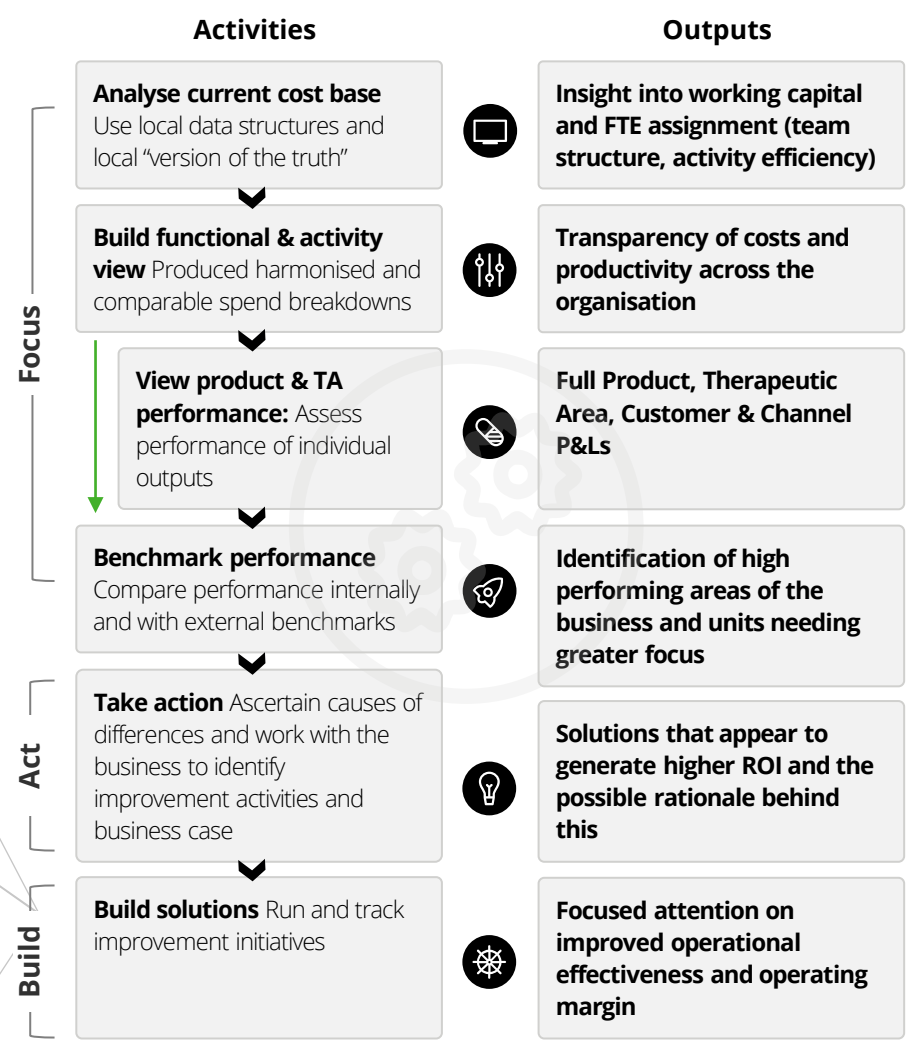 Activities
Outputs
Focus
Analyse current cost base
Use local data structures and
local “version of the truth”
Insight into working capital
and FTE assignment (team
structure, activity efficiency)
Build functional & activity
view Produced harmonised and
comparable spend breakdowns
Transparency of costs and
productivity across the
organisation
View product & TA
performance: Assess
performance of individual
outputs
Full Product, Therapeutic
Area, Customer & Channel
P&Ls
Benchmark performance
Compare performance internally
and with external benchmarks
Identification of high
performing areas of the
business and units needing
greater focus
Act
Take action Ascertain causes of
differences and work with the
business to identify
improvement activities and
business case
Solutions that appear to
generate higher ROI and the
possible rationale behind
this
Build
Build solutions Run and track
improvement initiatives
Focused attention on
improved operational
effectiveness and operating
margin